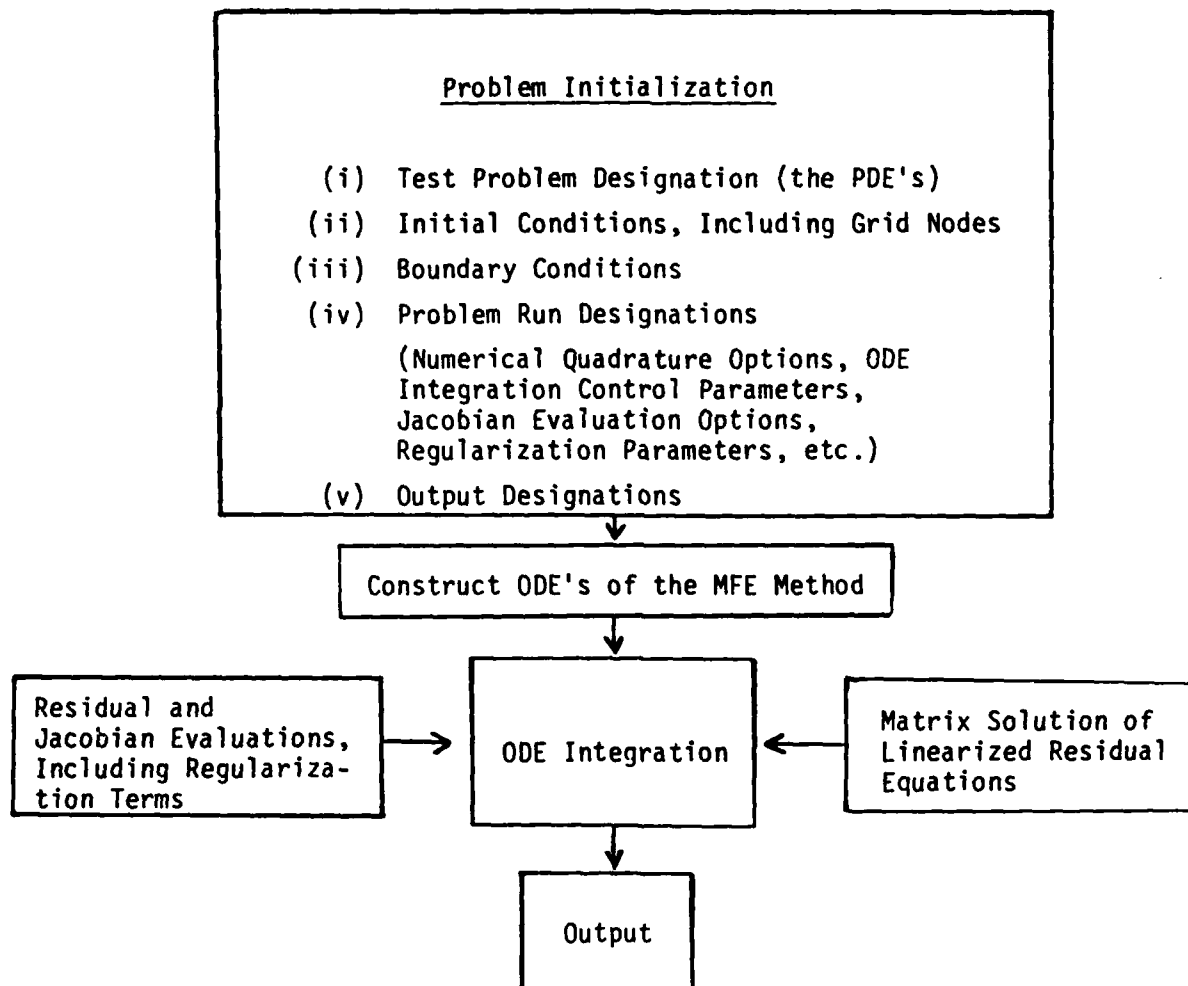 Problem Initialization
(i) Test Problem Designation (the PDE's)
(ii) Initial Conditions, Including Grid Nodes
(iii) Boundary Conditions
(iv) Problem Run Designations
(Numerical Quadrature Options, ODE
Integration Control Parameters,
Jacobian Evaluation Options,
Regularization Parameters, etc.)
(v) Output Designations
Construct ODE's of the MFE Method
Residual and
Jacobian Evaluations,
Including Regulariza-
tion Terms
ODE Integration
Matrix Solution of
Linearized Residual
Equations
Output